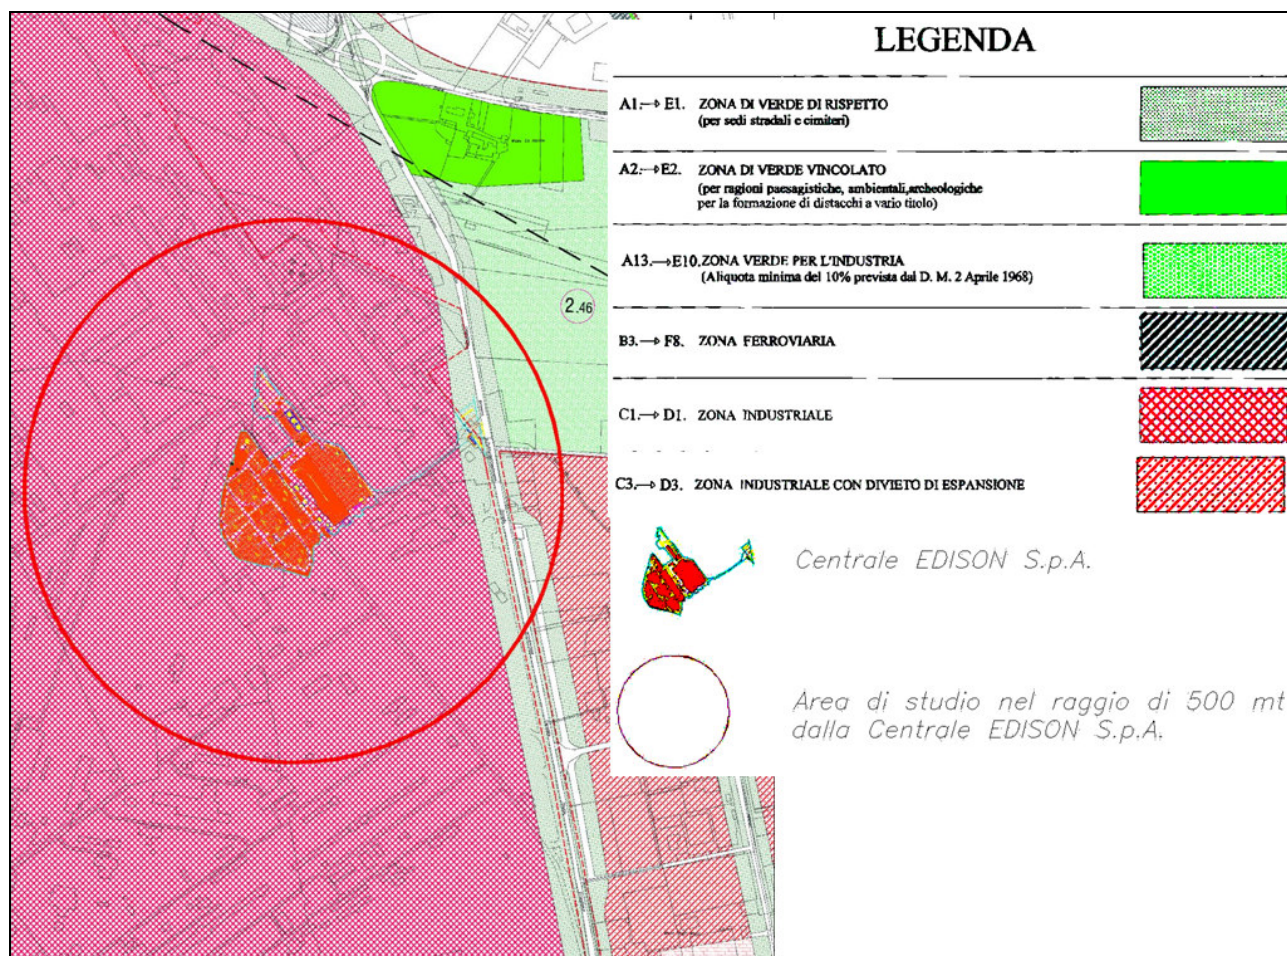 LEGENDA
A1.→ E1. ZONA DI VERDE DI RISPETTO
(per sedi stradali e cimiteri)
A2.→E2. ZONA DI VERDE VINCOLATO
(per ragioni paesagistiche, ambientali,archeologiche
per la formazione di distacchi a vario titolo)
A13.→E10.ZONA VERDE PER L'INDUSTRIA
(Aliquota minima del 10% prevista dal D. M. 2 Aprile 1968)
B3.→ F8. ZONA FERROVIARIA
C1.→ D1. ZONA INDUSTRIALE
C3.→ D3. ZONA INDUSTRIALE CON DIVIETO DI ESPANSIONE
Centrale EDISON S.p.A.
Area di studio nel raggio di 500 mt
dalla Centrale EDISON S.p.A.
2.46